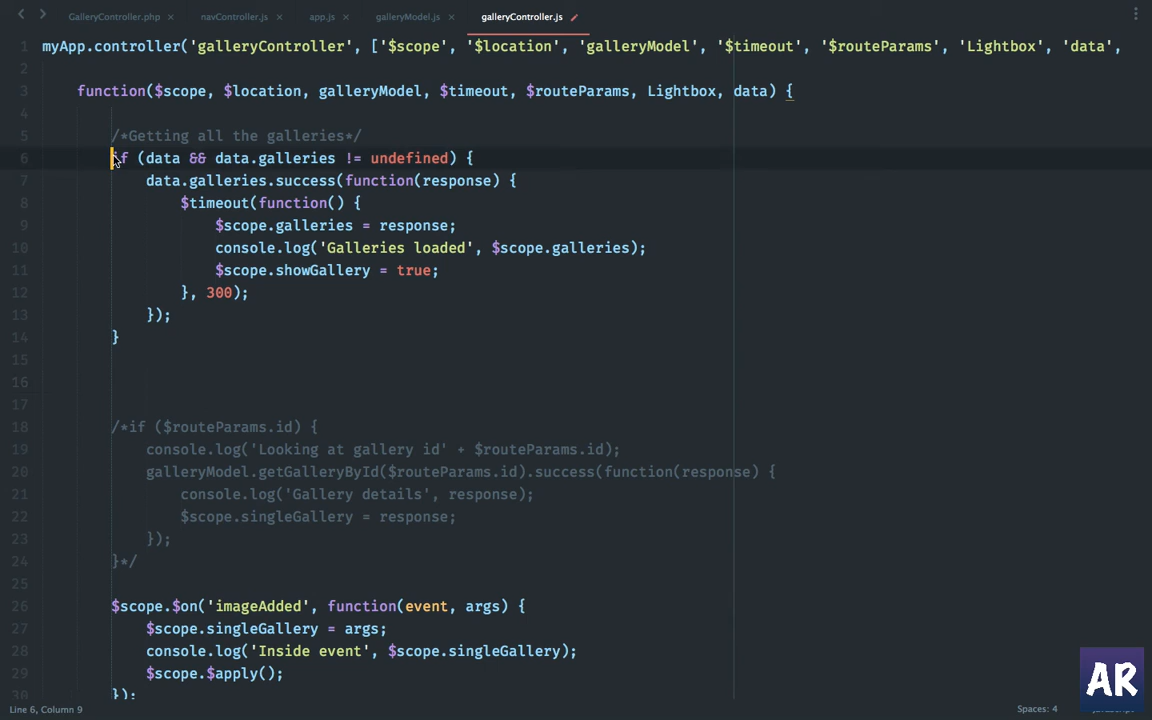 GalleryController.php × navController.js × app.js × galleryModel.js × galleryController.js
1 myApp.controller('galleryController', ['$scope', '$location', 'galleryModel', '$timeout', '$routeParams', 'Lightbox', 'data',
2
3 function($scope, $location, galleryModel, $timeout, $routeParams, Lightbox, data) {
4
5 /*Getting all the galleries*/
6 if (data && data.galleries != undefined) {
7 data.galleries.success(function(response) {
8 $timeout(function() {
9 $scope.galleries = response;
10 console.log('Galleries loaded', $scope.galleries);
11 $scope.showGallery = true;
12 }, 300);
13 });
14 }
15
16
17
18 /*if ($routeParams.id) {
19 console.log('Looking at gallery id' + $routeParams.id);
20 galleryModel.getGalleryById($routeParams.id).success(function(response) {
21 console.log('Gallery details', response);
22 $scope.singleGallery = response;
23 });
24 }*/
25
26 $scope.$on('imageAdded', function(event, args) {
27 $scope.singleGallery = args;
28 console.log('Inside event', $scope.singleGallery);
29 $scope.$apply();
30 });
AR
Line 6, Column 9 Spaces: 4